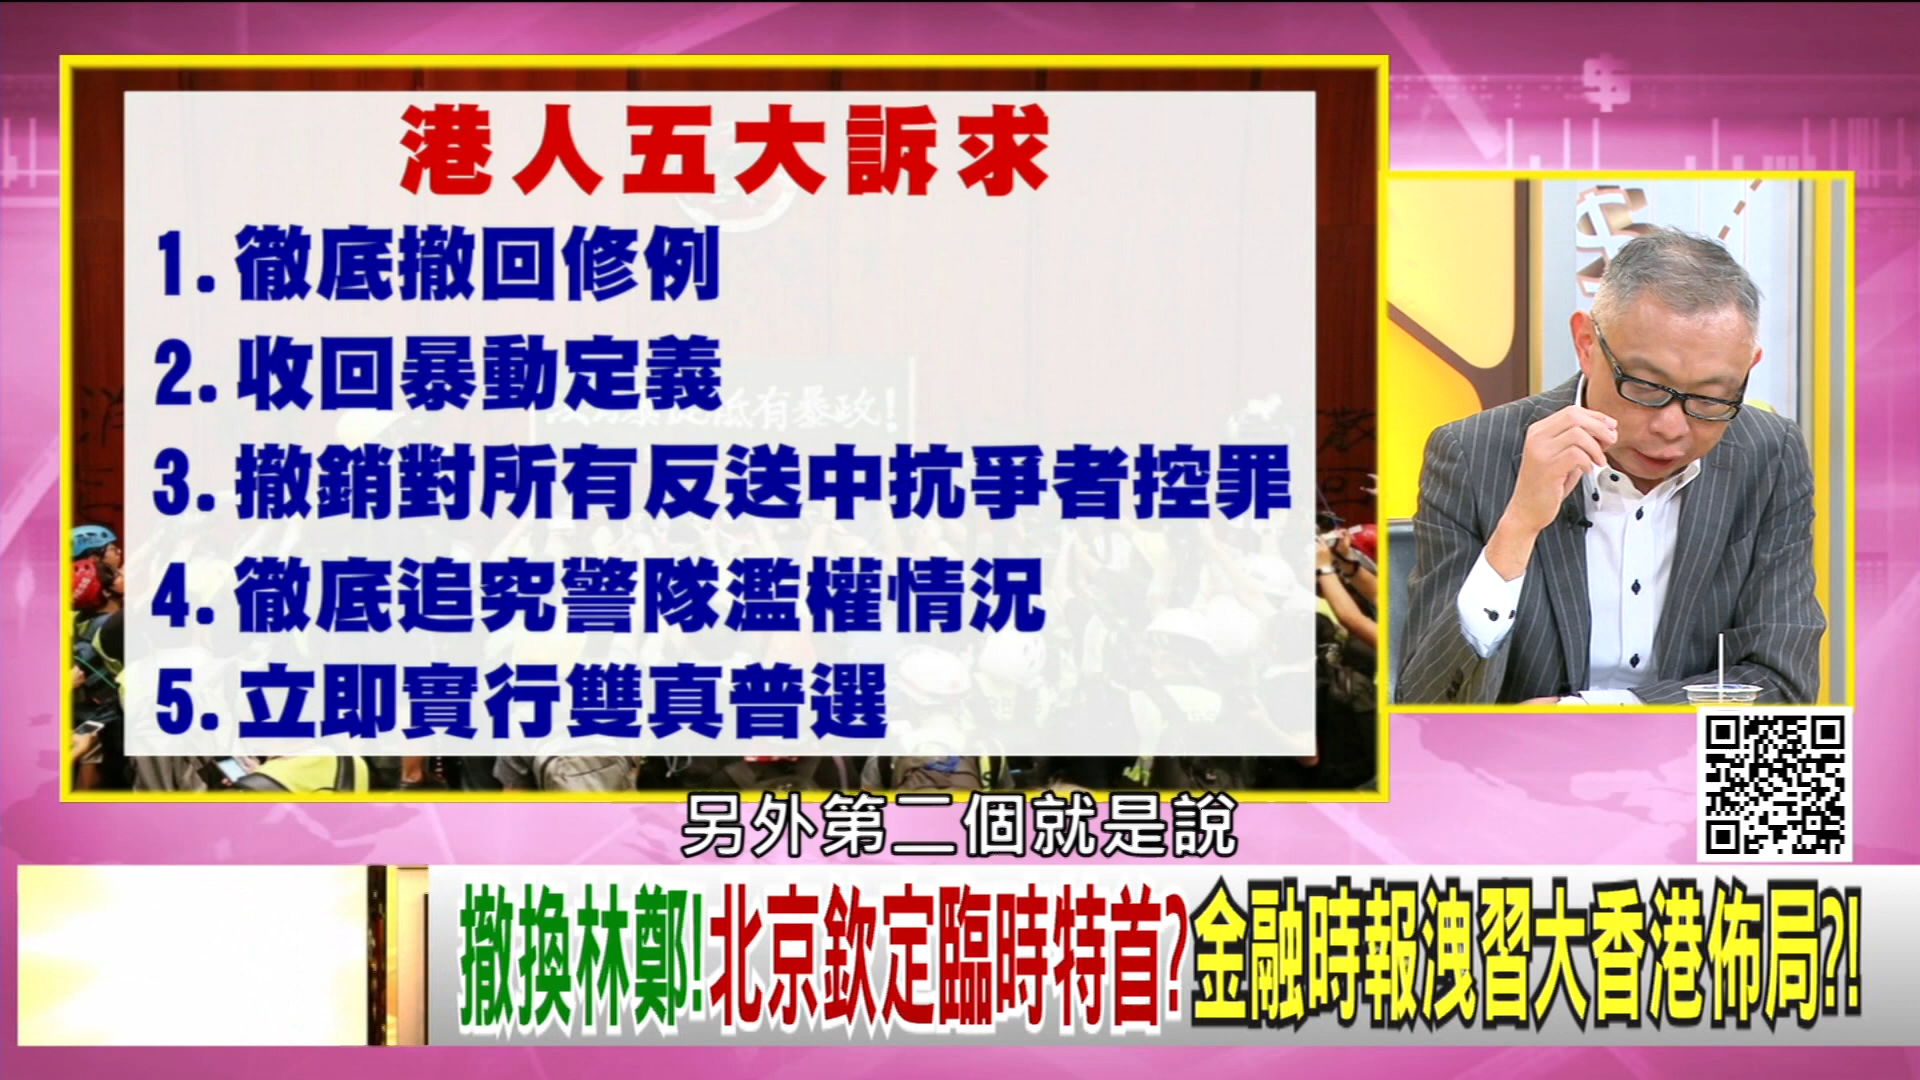 港人五大訴求
1.徹底撤回修例
2.收回暴動定義
3.撤銷對所有反送中抗爭者控罪
4.徹底追究警隊濫權情況
5.立即實行雙真普選
另外第二個就是說
撤換林鄭!北京欽定臨時特首?金融時報洩習大香港佈局?!